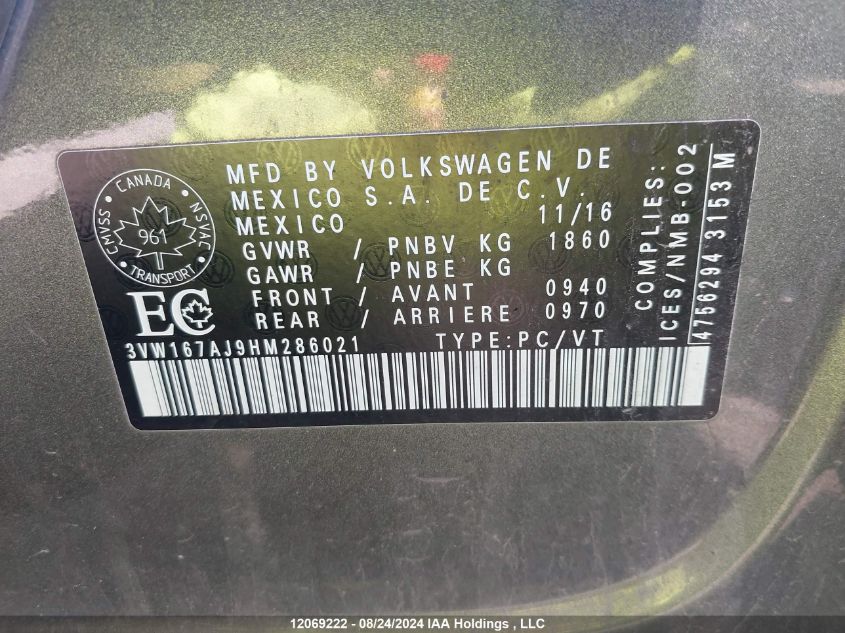 MFD BY VOLKSWAGEN DE
MEXICO S.A. DE C.V.
MEXICO 11/16
GVWR / PNBV KG 1860
GAWR / PNBE KG
FRONT / AVANT 0940
REAR / ARRIERE 0970
CANADA
CMVSS
NSVAC
961
TRANSPORT
EC
3VW167AJ9HM286021 TYPE:PC/VT
COMPLIES:
ICES/NMB-002
4756294 3153 M
12069222 - 08/24/2024 IAA Holdings , LLC